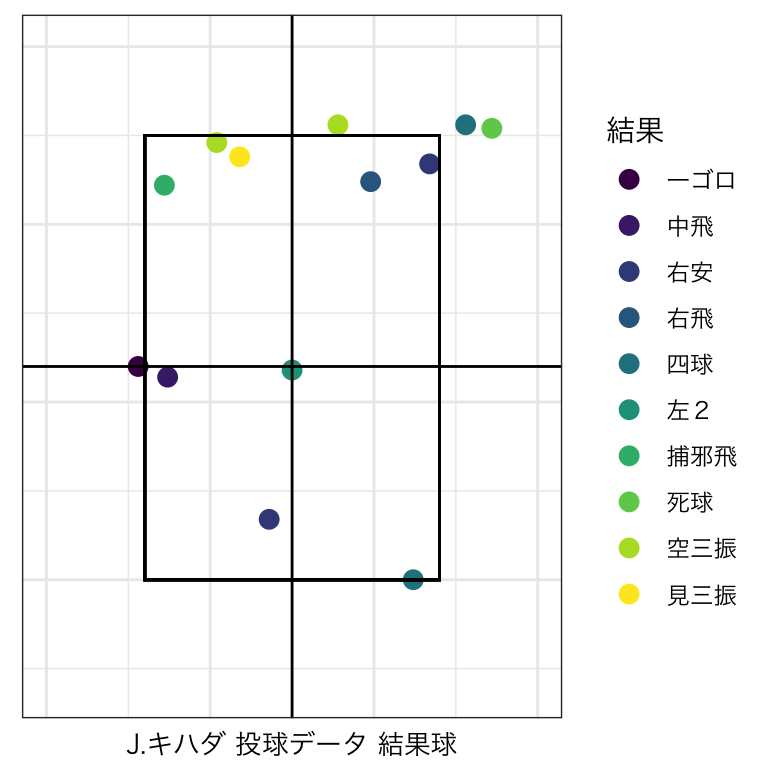 結果
一ゴロ
中飛
右安
右飛
四球
左２
捕邪飛
死球
空三振
見三振
J.キハダ 投球データ 結果球